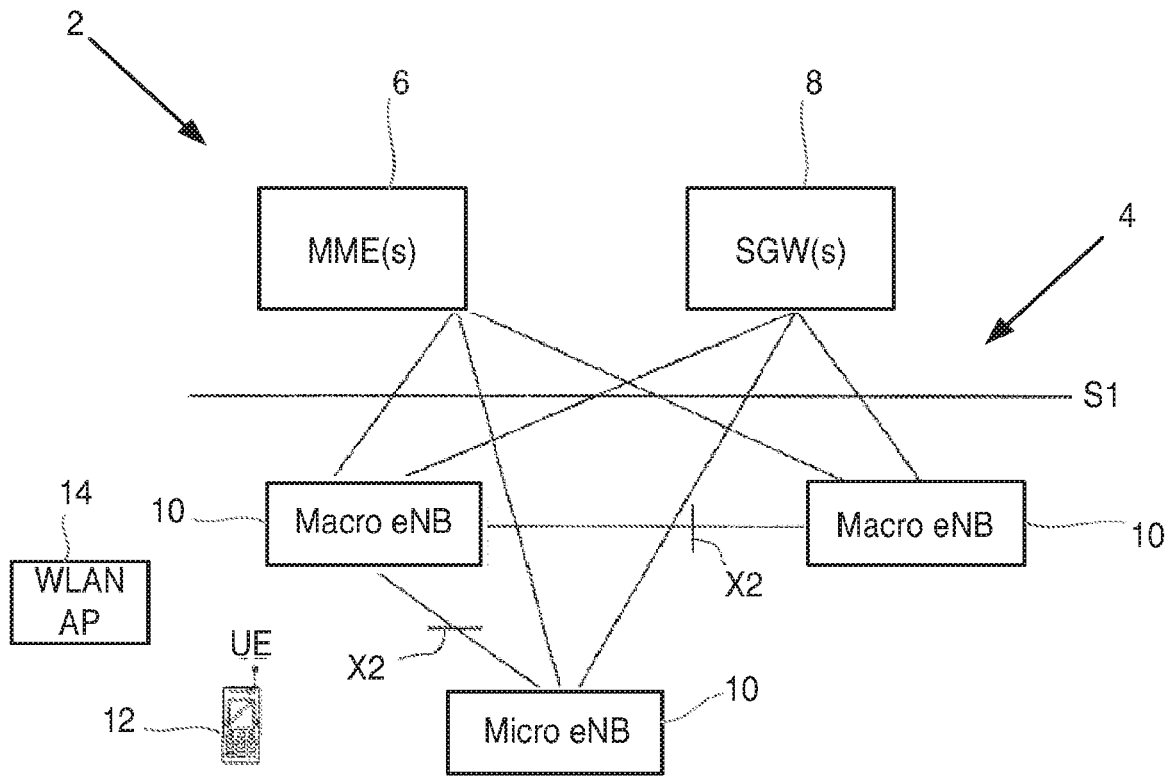 2
6
8
4
MME(s)
SGW(s)
S1
14
10
Macro eNB
Macro eNB
10
WLAN
AP
X2
UE
X2
10
12
Micro eNB